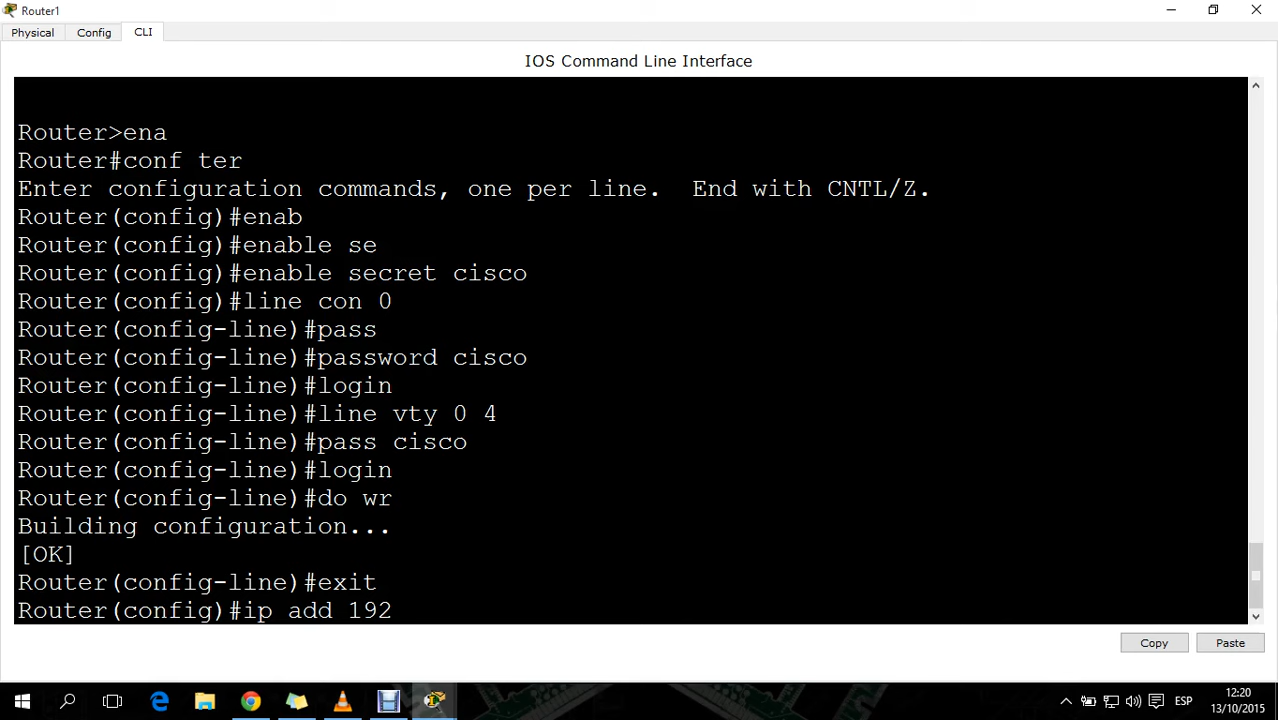 Router1
Physical Config CLI
IOS Command Line Interface
Router>ena
Router#conf ter
Enter configuration commands, one per line.  End with CNTL/Z.
Router(config)#enab
Router(config)#enable se
Router(config)#enable secret cisco
Router(config)#line con 0
Router(config-line)#pass
Router(config-line)#password cisco
Router(config-line)#login
Router(config-line)#line vty 0 4
Router(config-line)#pass cisco
Router(config-line)#login
Router(config-line)#do wr
Building configuration...
[OK]
Router(config-line)#exit
Router(config)#ip add 192
Copy Paste
ESP
12:20
13/10/2015